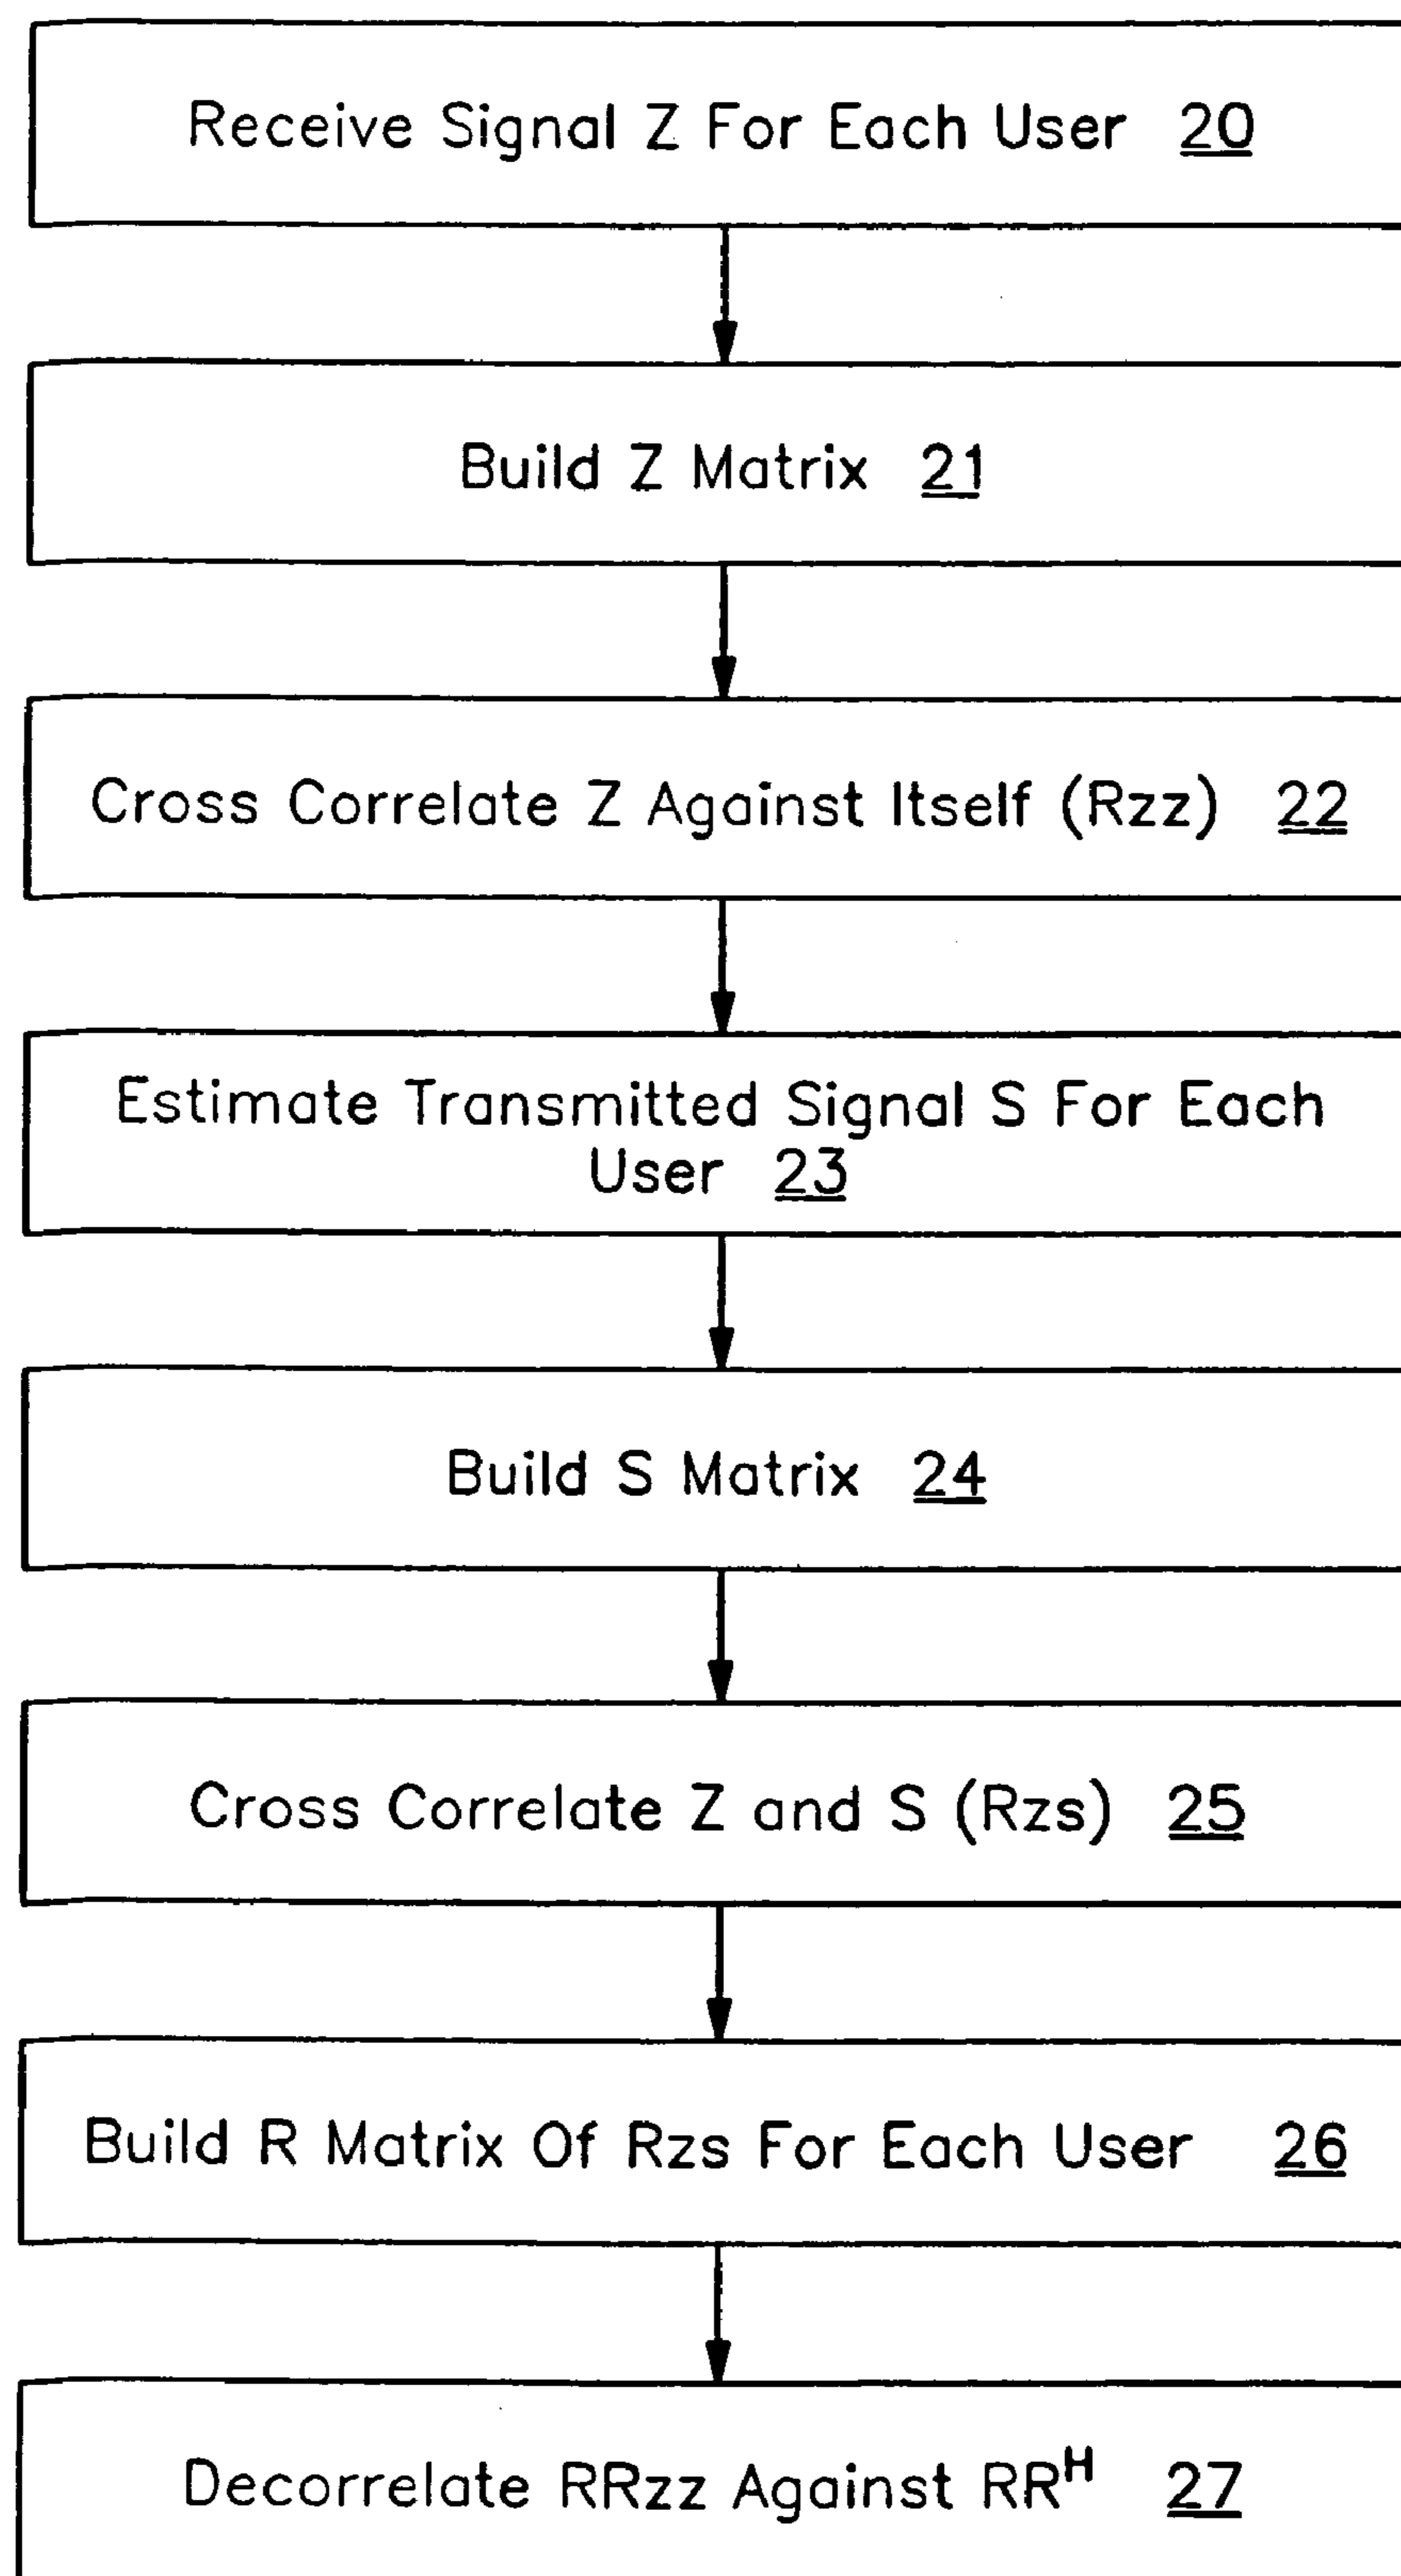 Receive Signal Z For Each User 20
Build Z Matrix 21
Cross Correlate Z Against Itself (Rzz) 22
Estimate Transmitted Signal S For Each
User 23
Build S Matrix 24
Cross Correlate Z and S (Rzs) 25
Build R Matrix Of Rzs For Each User 26
Decorrelate RRzz Against RRᴴ 27